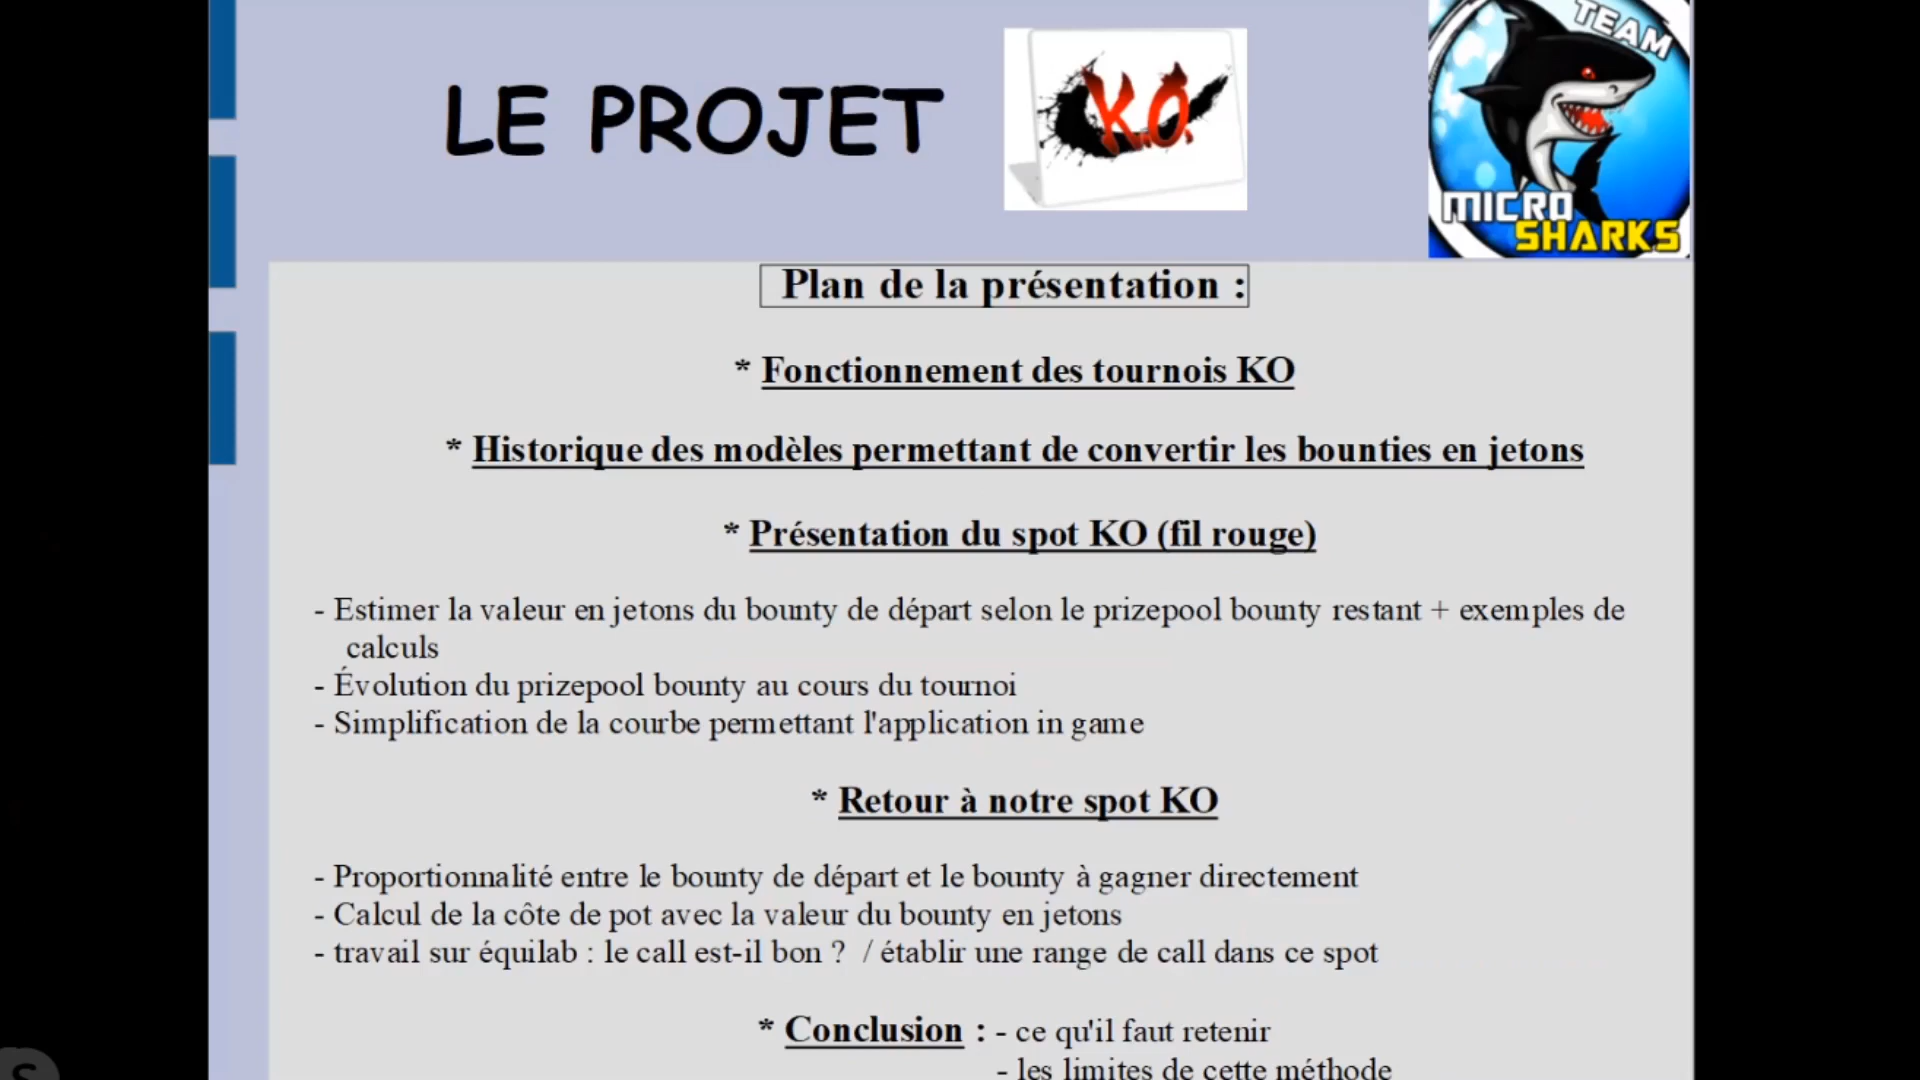 LE PROJET
K.O.
TEAM
MICRO
SHARKS
Plan de la présentation :
* Fonctionnement des tournois KO
* Historique des modèles permettant de convertir les bounties en jetons
* Présentation du spot KO (fil rouge)
- Estimer la valeur en jetons du bounty de départ selon le prizepool bounty restant + exemples de
calculs
- Évolution du prizepool bounty au cours du tournoi
- Simplification de la courbe permettant l'application in game
* Retour à notre spot KO
- Proportionnalité entre le bounty de départ et le bounty à gagner directement
- Calcul de la côte de pot avec la valeur du bounty en jetons
- travail sur équilab : le call est-il bon ? / établir une range de call dans ce spot
* Conclusion : - ce qu'il faut retenir
- les limites de cette méthode
S